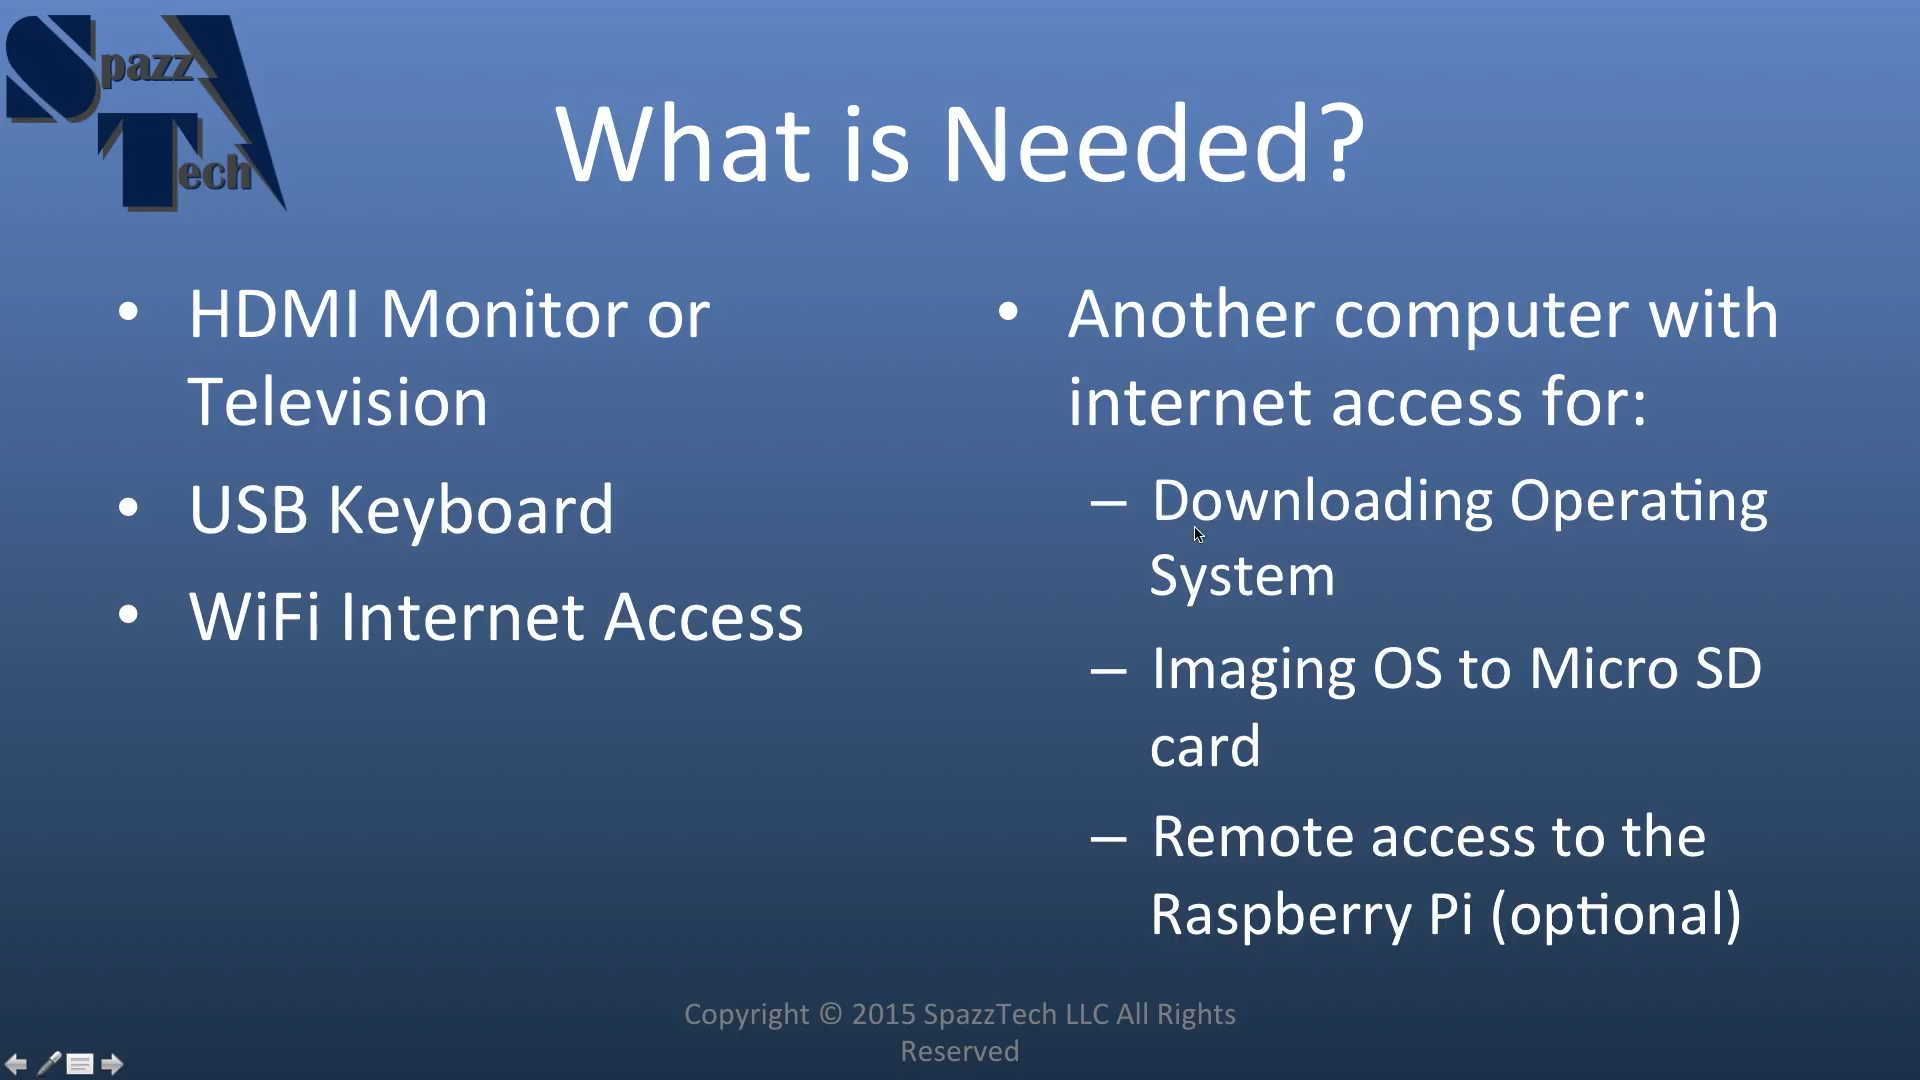 Spazz
Tech
What is Needed?
• HDMI Monitor or
Television
• USB Keyboard
• WiFi Internet Access
• Another computer with
internet access for:
– Downloading Operating
System
– Imaging OS to Micro SD
card
– Remote access to the
Raspberry Pi (optional)
Copyright © 2015 SpazzTech LLC All Rights
Reserved